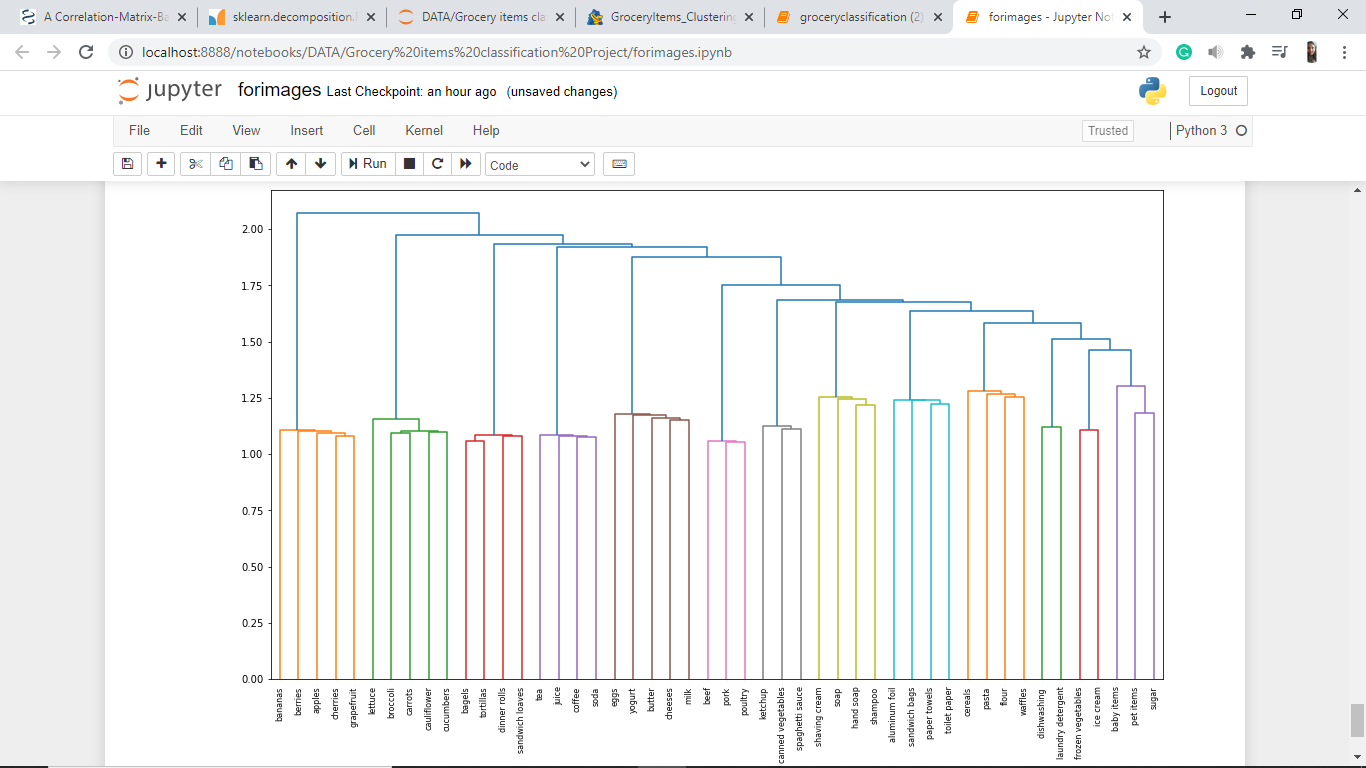 A Correlation-Matrix-Ba
sklearn.decomposition.
DATA/Grocery items cla
GroceryItems_Clustering
groceryclassification (2)
forimages - Jupyter Not
localhost:8888/notebooks/DATA/Grocery%20items%20classification%20Project/forimages.ipynb
jupyter forimages Last Checkpoint: an hour ago (unsaved changes)
Logout
File Edit View Insert Cell Kernel Help
Trusted
Python 3
Run
Code
2.00
1.75
1.50
1.25
1.00
0.75
0.50
0.25
0.00
bananas
berries
apples
cherries
grapefruit
lettuce
broccoli
carrots
cauliflower
cucumbers
bagels
tortillas
dinner rolls
sandwich loaves
tea
juice
coffee
soda
eggs
yogurt
butter
cheeses
milk
beef
pork
poultry
ketchup
canned vegetables
spaghetti sauce
shaving cream
soap
hand soap
shampoo
aluminum foil
sandwich bags
paper towels
toilet paper
cereals
pasta
flour
waffles
dishwashing
laundry detergent
frozen vegetables
ice cream
baby items
pet items
sugar